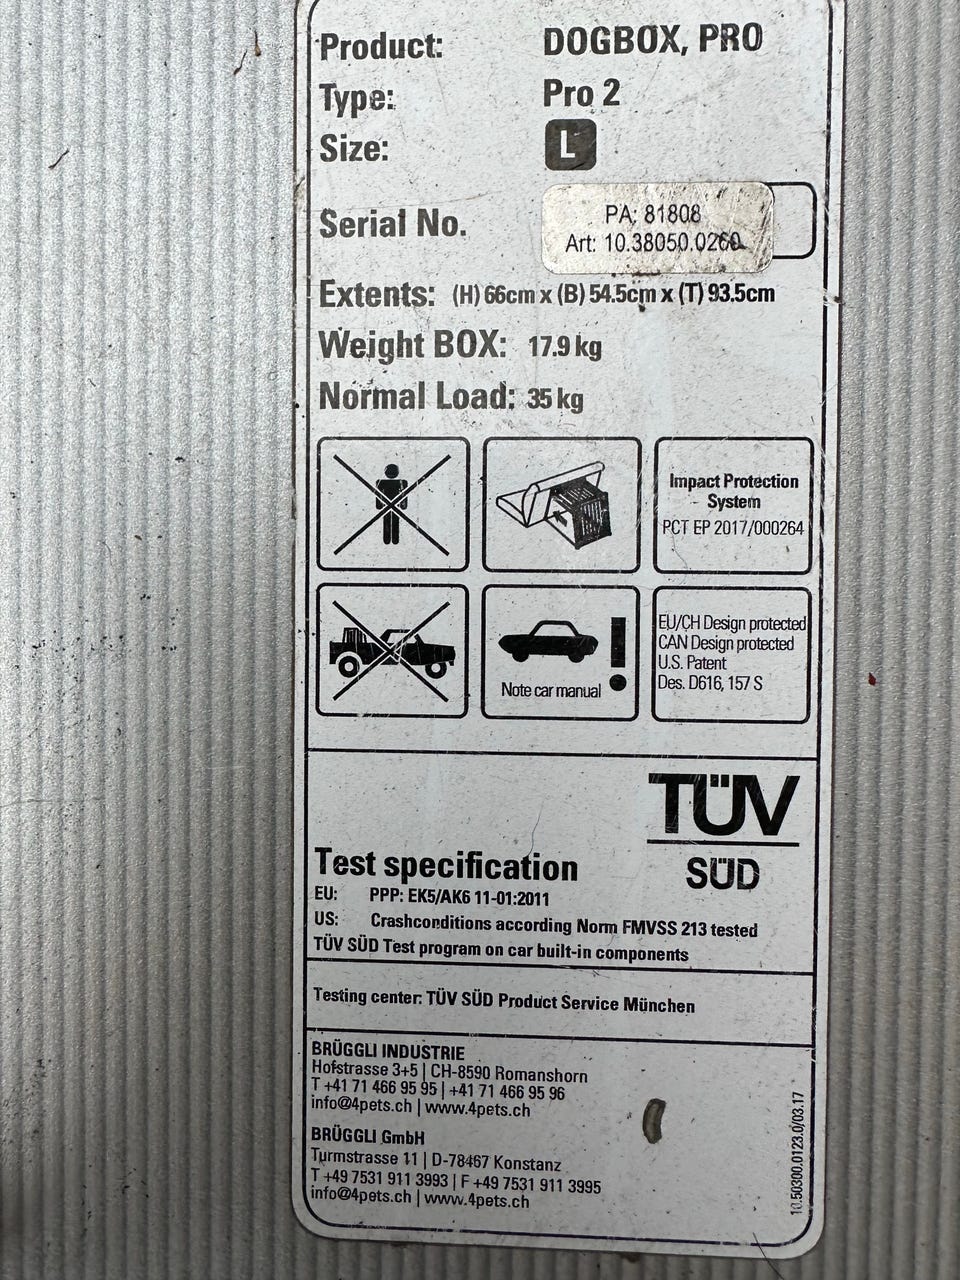 Product: DOGBOX, PRO
Type: Pro 2
Size: L
Serial No.
PA: 81808
Art: 10.38050.0260
Extents: (H) 66cm x (B) 54.5cm x (T) 93.5cm
Weight BOX: 17.9 kg
Normal Load: 35 kg
Impact Protection
System
PCT EP 2017/000264
Note car manual
EU/CH Design protected
CAN Design protected
U.S. Patent
Des. D616, 157 S
TÜV
SÜD
Test specification
EU: PPP: EK5/AK6 11-01:2011
US: Crashconditions according Norm FMVSS 213 tested
TÜV SÜD Test program on car built-in components
Testing center: TÜV SÜD Product Service München
BRÜGGLI INDUSTRIE
Hofstrasse 3+5 | CH-8590 Romanshorn
T +41 71 466 95 95 | +41 71 466 95 96
info@4pets.ch | www.4pets.ch
BRÜGGLI GmbH
Turmstrasse 11 | D-78467 Konstanz
T +49 7531 911 3993 | F +49 7531 911 3995
info@4pets.ch | www.4pets.ch
10.50300.0123.0/03.17